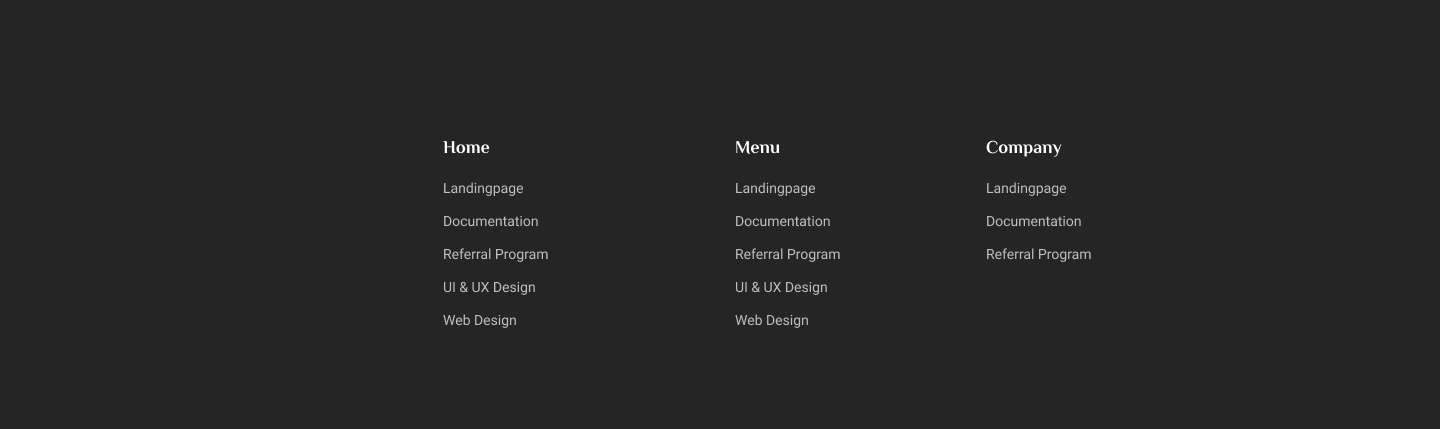 Home
Landingpage
Documentation
Referral Program
UI & UX Design
Web Design
Menu
Landingpage
Documentation
Referral Program
UI & UX Design
Web Design
Company
Landingpage
Documentation
Referral Program